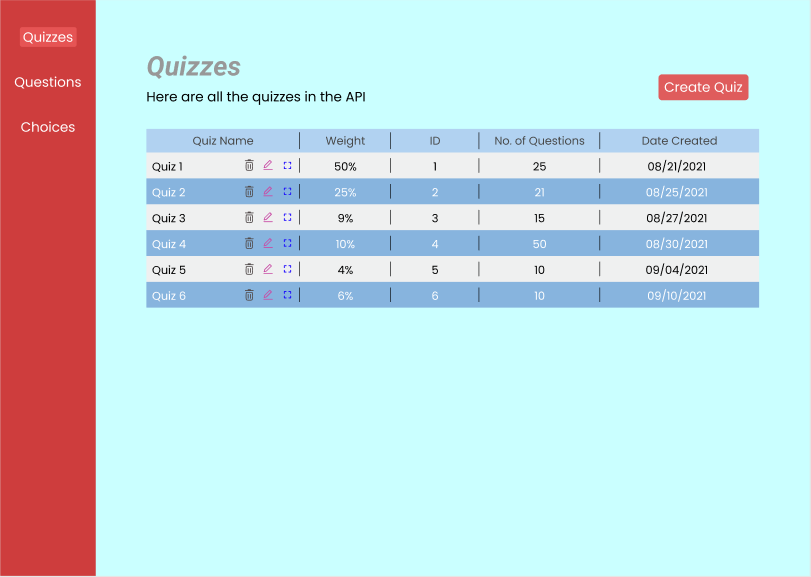 Quizzes
Questions
Choices
Quizzes
Here are all the quizzes in the API
Create Quiz
Quiz Name Weight ID No. of Questions Date Created
Quiz 1 50% 1 25 08/21/2021
Quiz 2 25% 2 21 08/25/2021
Quiz 3 9% 3 15 08/27/2021
Quiz 4 10% 4 50 08/30/2021
Quiz 5 4% 5 10 09/04/2021
Quiz 6 6% 6 10 09/10/2021